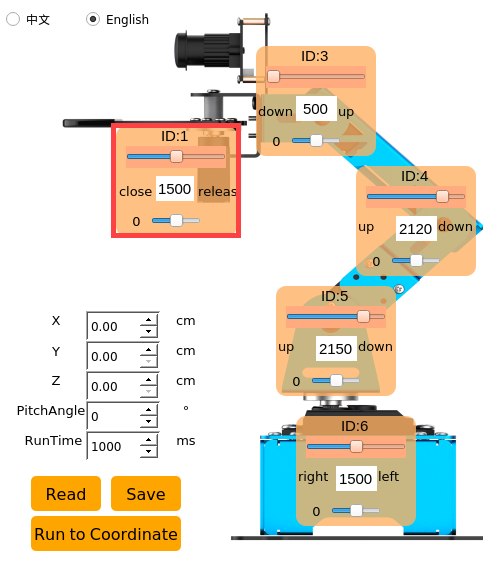 中文 English
ID:3
down 500 up
0
ID:1
close 1500 releas
0
ID:4
up 2120 down
0
ID:5
up 2150 down
0
X 0.00 cm
Y 0.00 cm
Z 0.00 cm
PitchAngle 0 °
RunTime 1000 ms
ID:6
right 1500 left
0
Read Save
Run to Coordinate